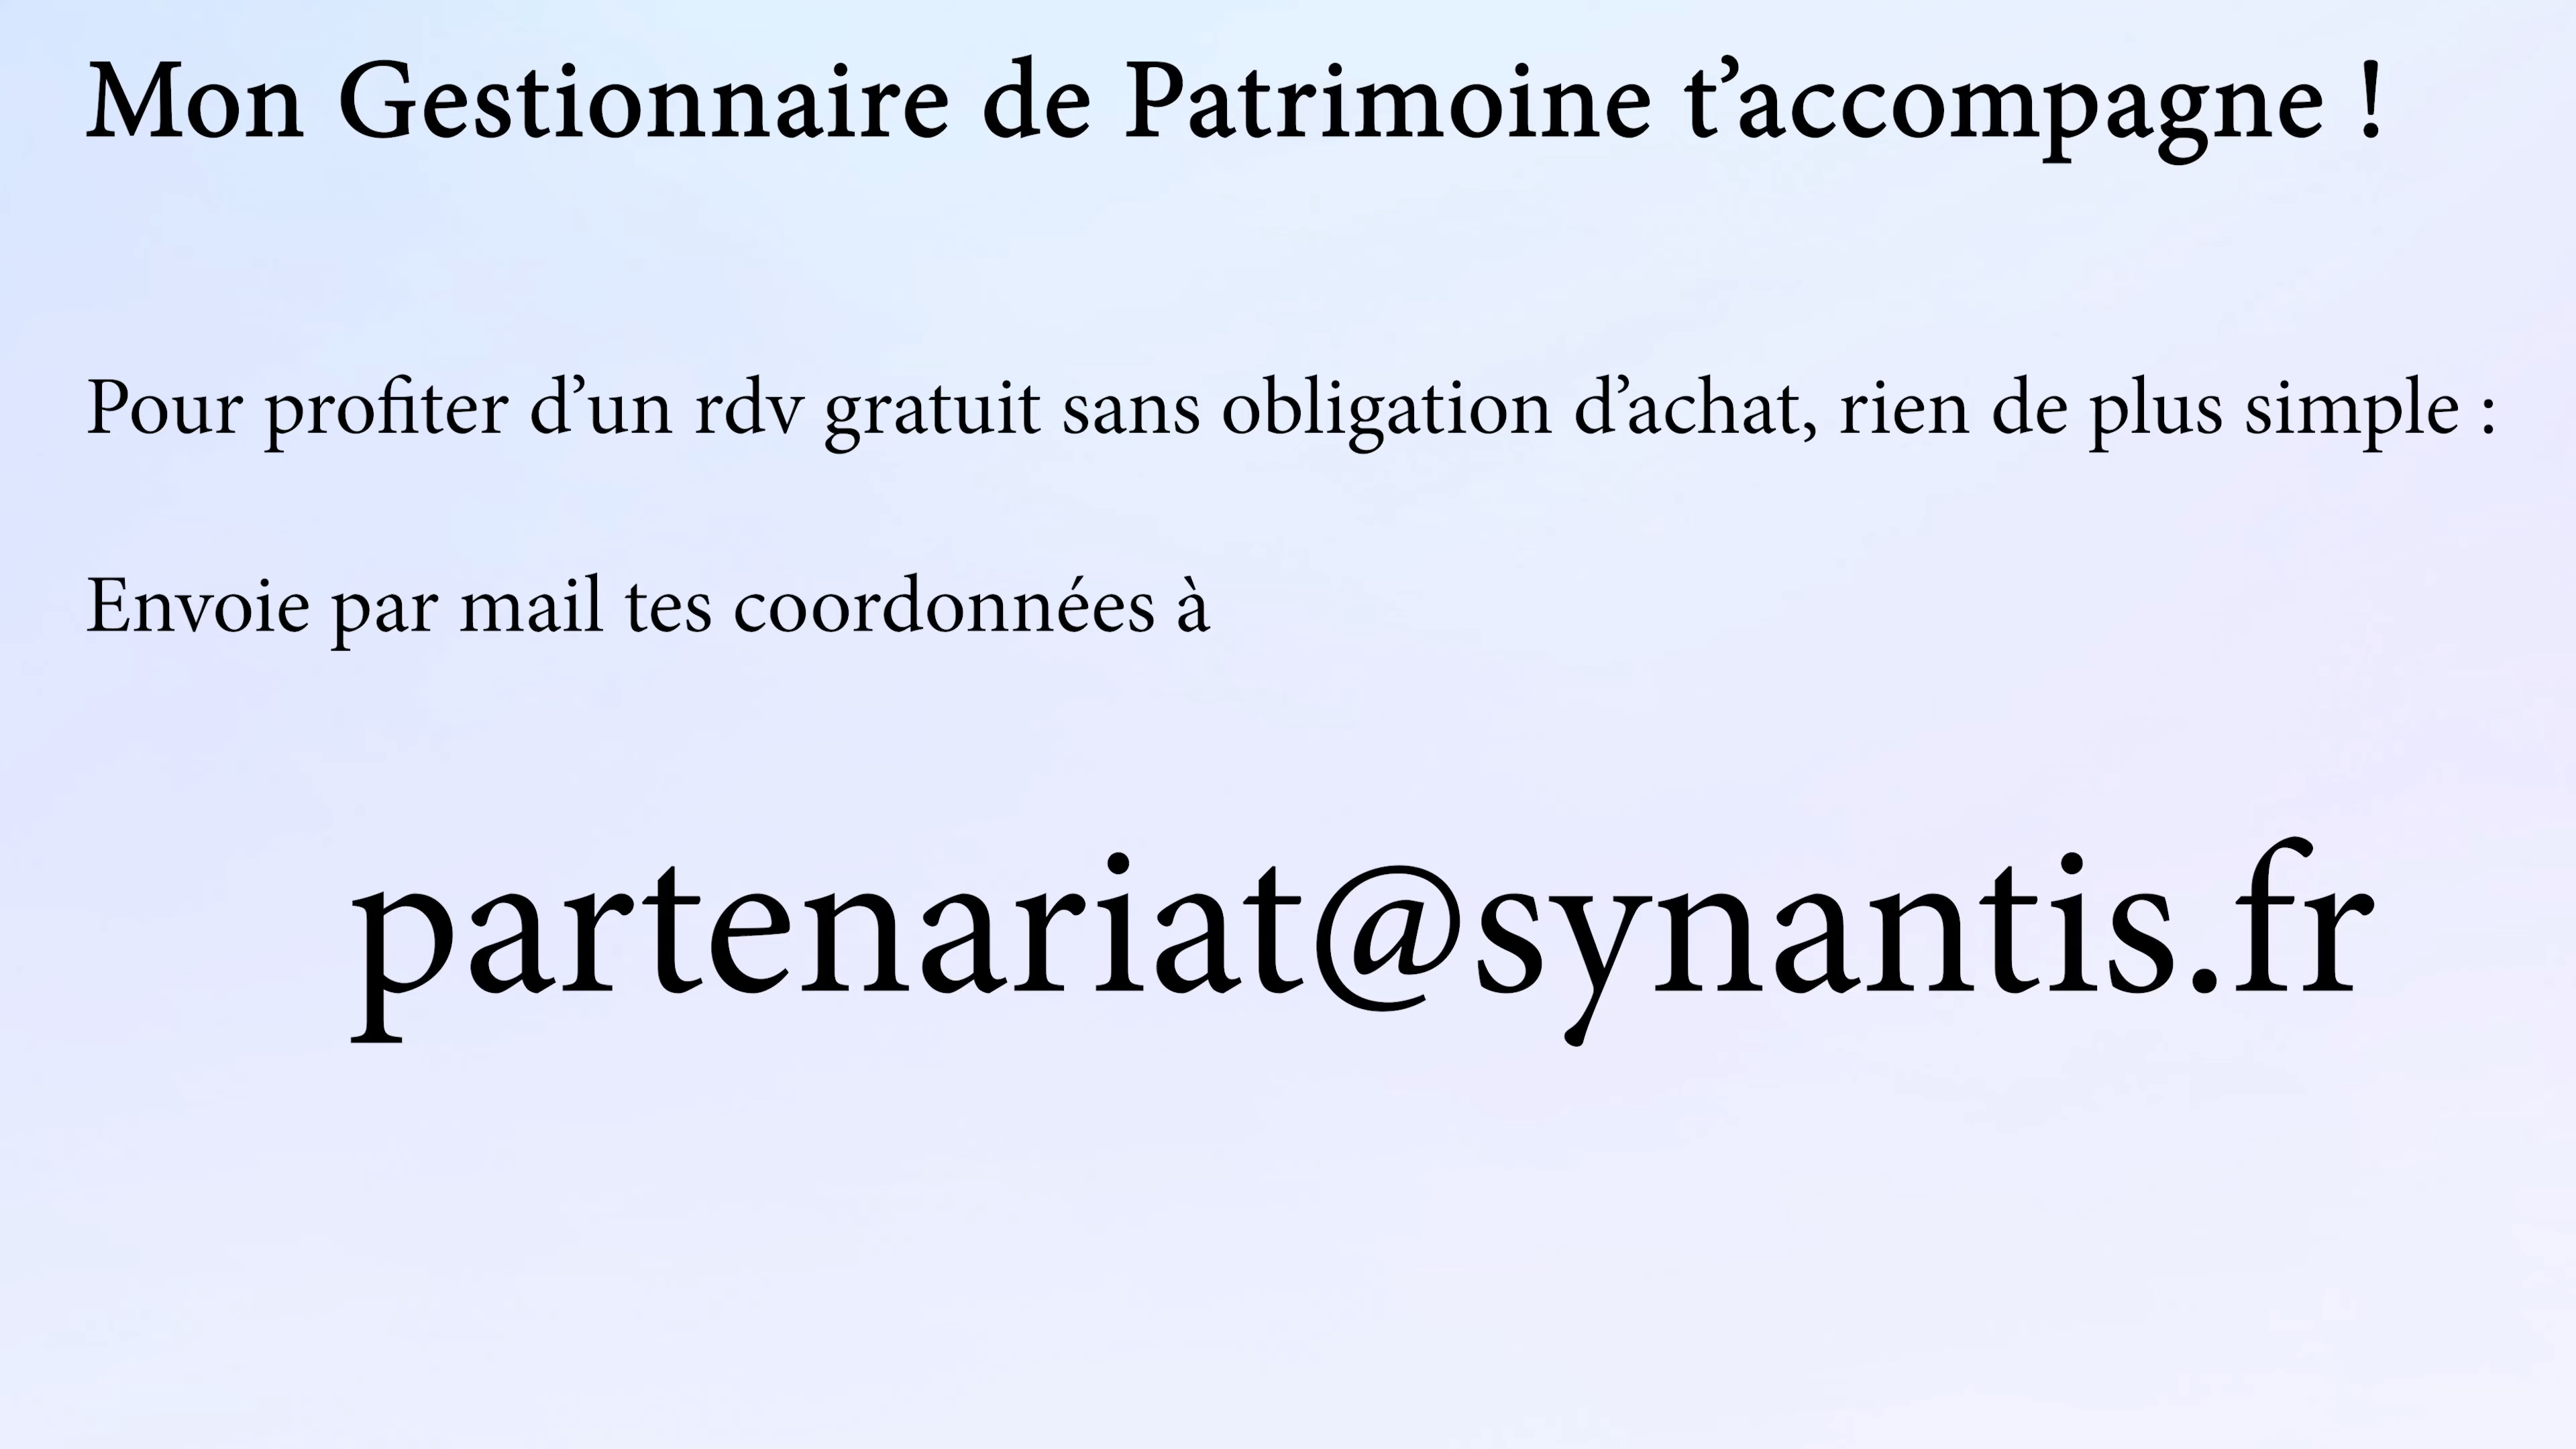 Mon Gestionnaire de Patrimoine t’accompagne !
Pour profiter d’un rdv gratuit sans obligation d’achat, rien de plus simple :
Envoie par mail tes coordonnées à
partenariat@synantis.fr